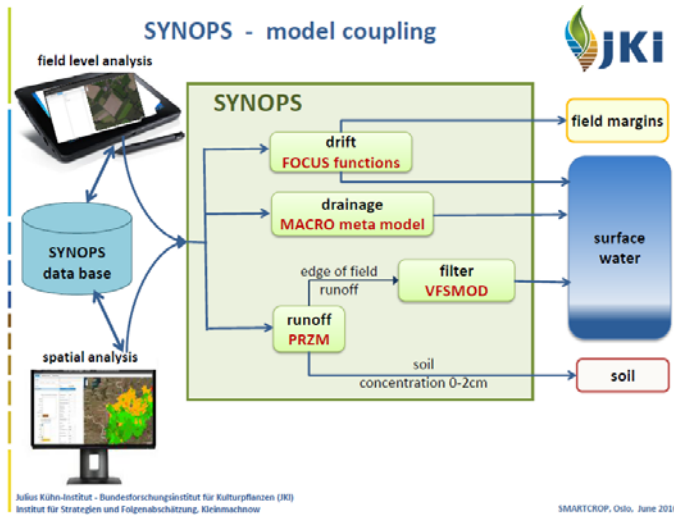 SYNOPS - model coupling
JKI
field level analysis
SYNOPS
drift
FOCUS functions
field margins
drainage
MACRO meta model
SYNOPS
data base
surface
water
edge of field
runoff
filter
VFSMOD
runoff
PRZM
spatial analysis
soil
concentration 0-2cm
soil
Julius Kühn-Institut - Bundesforschungsinstitut für Kulturpflanzen (JKI)
Institut für Strategien und Folgenabschätzung, Kleinmachnow
SMARTCROP, Oslo, June